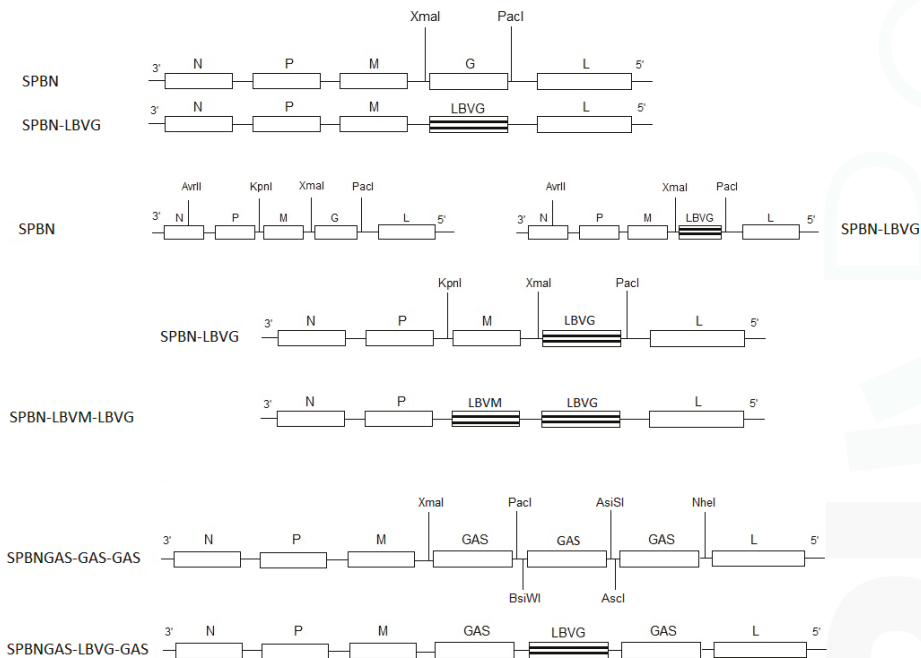 XmaI PacI
3' N P M G L 5'
SPBN
3' N P M LBVG L 5'
SPBN-LBVG
AvrII KpnI XmaI PacI AvrII XmaI PacI
3' N P M G L 5' 3' N P M LBVG L 5'
SPBN SPBN-LBVG
KpnI XmaI PacI
3' N P M LBVG L 5'
SPBN-LBVG
3' N P LBVM LBVG L 5'
SPBN-LBVM-LBVG
XmaI PacI AsiSI NheI
3' N P M GAS GAS GAS L 5'
SPBNGAS-GAS-GAS
BsiWI AscI
3' N P M GAS LBVG GAS L 5'
SPBNGAS-LBVG-GAS